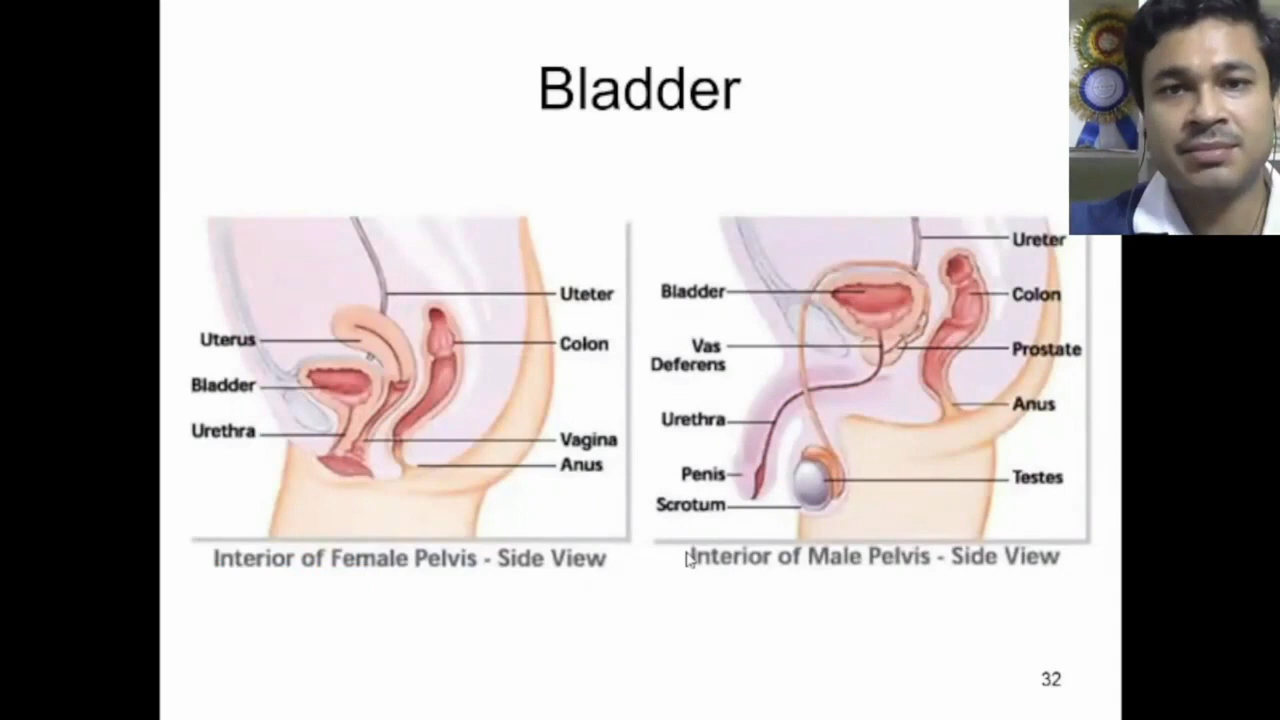 Bladder
Uterus
Bladder
Urethra
Uteter
Colon
Vagina
Anus
Interior of Female Pelvis - Side View
Bladder
Vas
Deferens
Urethra
Penis
Scrotum
Ureter
Colon
Prostate
Anus
Testes
Interior of Male Pelvis - Side View
32